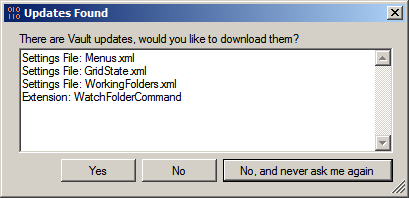 Updates Found
There are Vault updates, would you like to download them?
Settings File: Menus.xml
Settings File: GridState.xml
Settings File: WorkingFolders.xml
Extension: WatchFolderCommand
Yes No No, and never ask me again